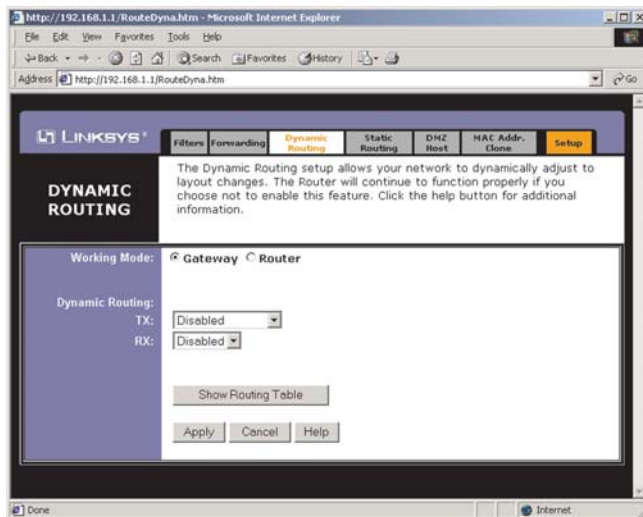 http://192.168.1.1/RouteDyna.htm - Microsoft Internet Explorer
File Edit View Favorites Tools Help
Back Search Favorites History
Address http://192.168.1.1/RouteDyna.htm Go
LINKSYS®
Filters Forwarding Dynamic Routing Static Routing DMZ Host MAC Addr. Clone Setup
DYNAMIC ROUTING
The Dynamic Routing setup allows your network to dynamically adjust to
layout changes. The Router will continue to function properly if you
choose not to enable this feature. Click the help button for additional
information.
Working Mode: Gateway Router
Dynamic Routing:
TX: Disabled
RX: Disabled
Show Routing Table
Apply Cancel Help
Done Internet